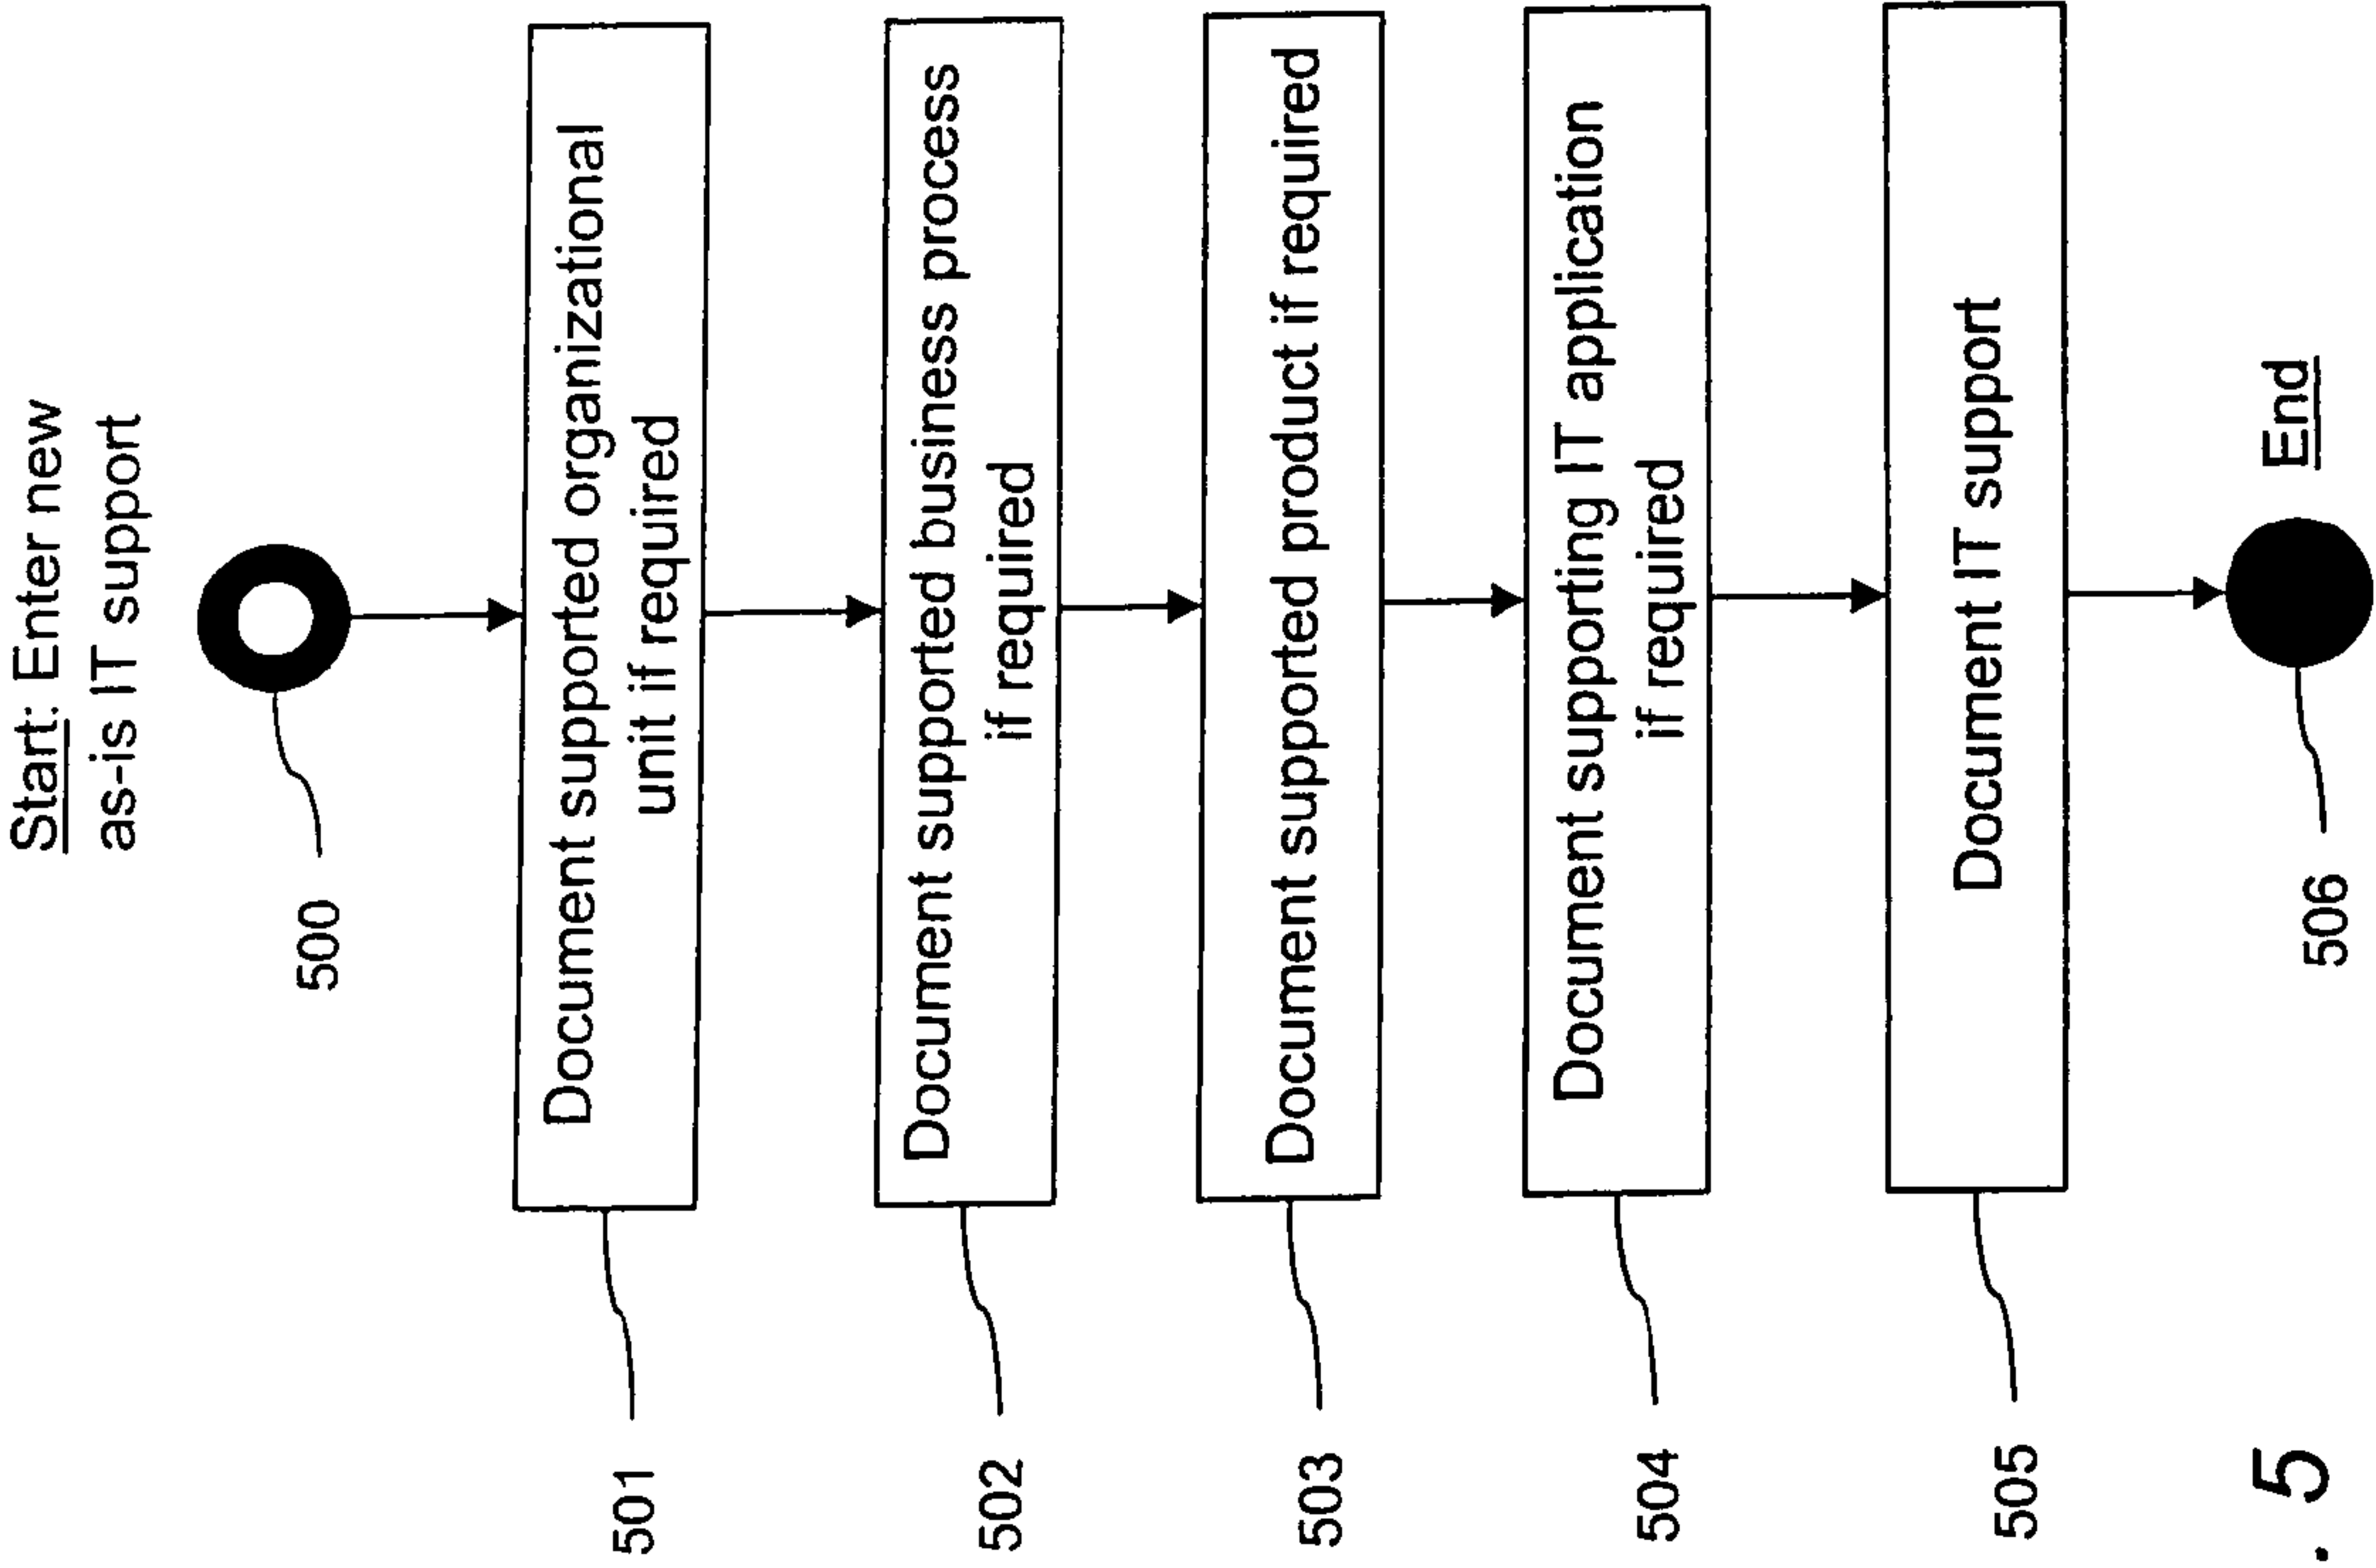 Start: Enter new
as-is IT support
500
501
Document supported organizational
unit if required
502
Document supported business process
if required
503
Document supported product if required
504
Document supporting IT application
if required
505
Document IT support
506
End
. 5